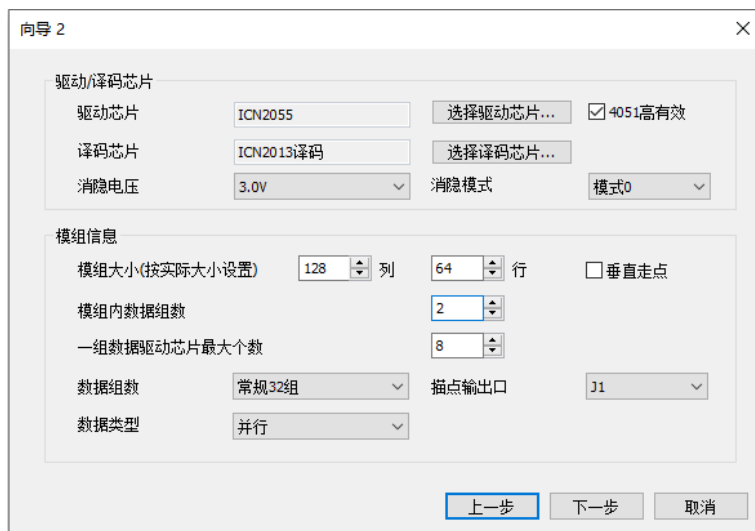 向导 2
驱动/译码芯片
驱动芯片 ICN2055 选择驱动芯片... 4051高有效
译码芯片 ICN2013译码 选择译码芯片...
消隐电压 3.0V 消隐模式 模式0
模组信息
模组大小(按实际大小设置) 128 列 64 行 垂直走点
模组内数据组数 2
一组数据驱动芯片最大个数 8
数据组数 常规32组 描点输出口 J1
数据类型 并行
上一步 下一步 取消